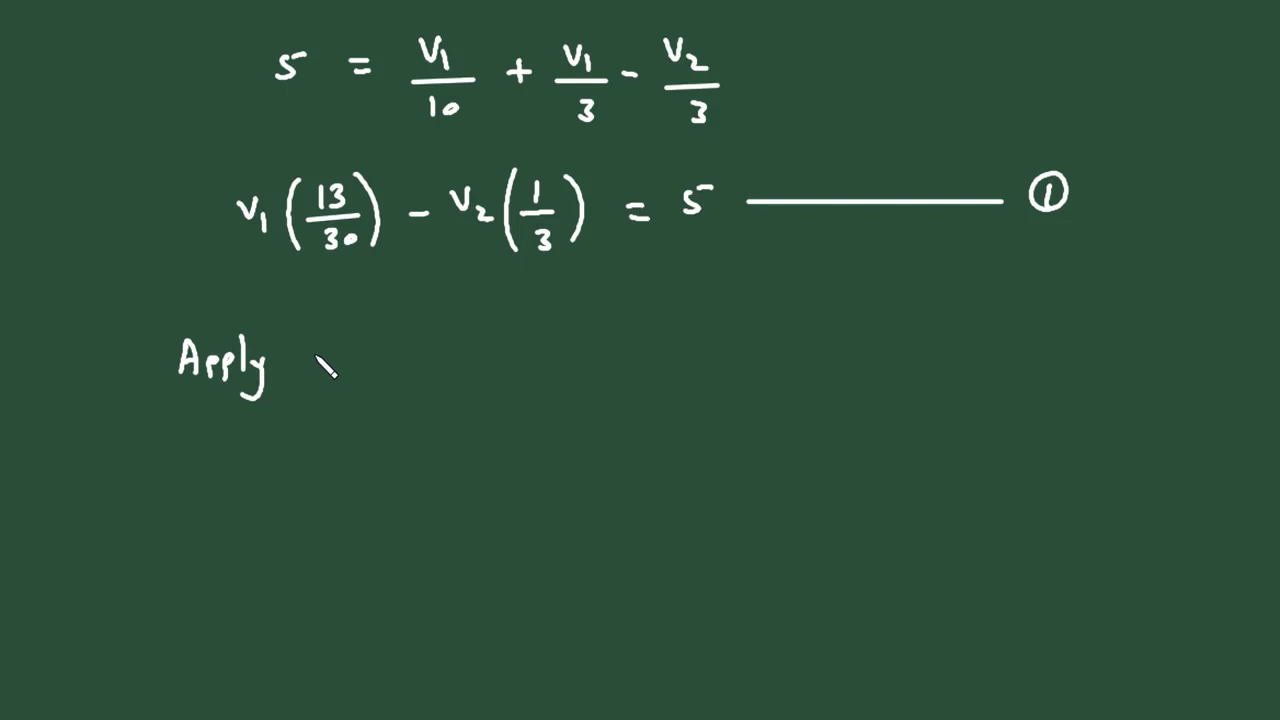 5 = V₁/10 + V₁/3 - V₂/3
V₁(13/30) - V₂(1/3) = 5 ——— ①
Apply